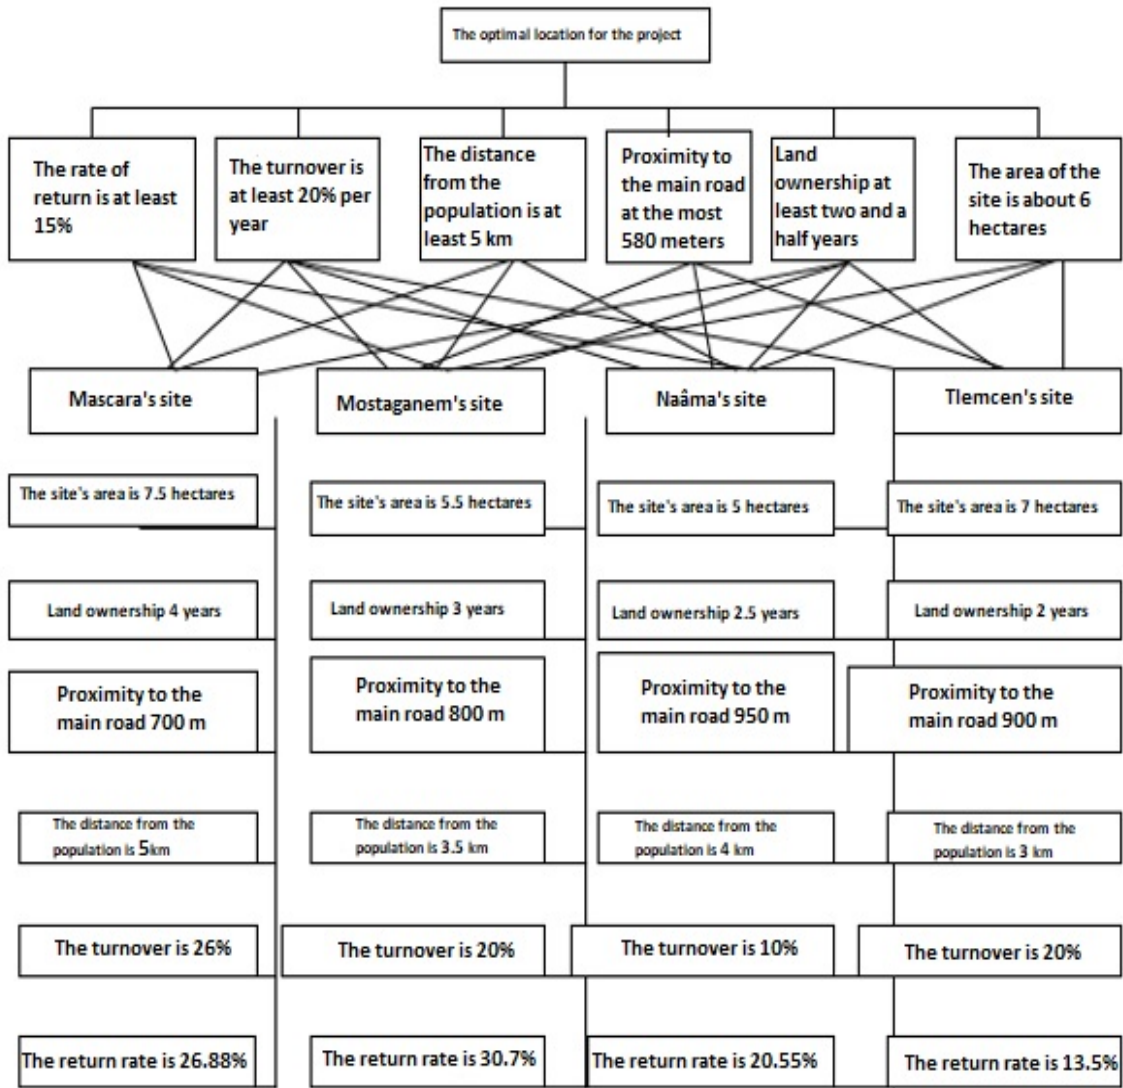 The optimal location for the project
The rate of
return is at least
15%
The turnover is
at least 20% per
year
The distance
from the
population is at
least 5 km
Proximity to
the main road
at the most
580 meters
Land
ownership at
least two and a
half years
The area of the
site is about 6
hectares
Mascara's site
Mostaganem's site
Naâma's site
Tlemcen's site
The site's area is 7.5 hectares
The site's area is 5.5 hectares
The site's area is 5 hectares
The site's area is 7 hectares
Land ownership 4 years
Land ownership 3 years
Land ownership 2.5 years
Land ownership 2 years
Proximity to the
main road 700 m
Proximity to the
main road 800 m
Proximity to the
main road 950 m
Proximity to the
main road 900 m
The distance from the
population is 5km
The distance from the
population is 3.5 km
The distance from the
population is 4 km
The distance from the
population is 3 km
The turnover is 26%
The turnover is 20%
The turnover is 10%
The turnover is 20%
The return rate is 26.88%
The return rate is 30.7%
The return rate is 20.55%
The return rate is 13.5%